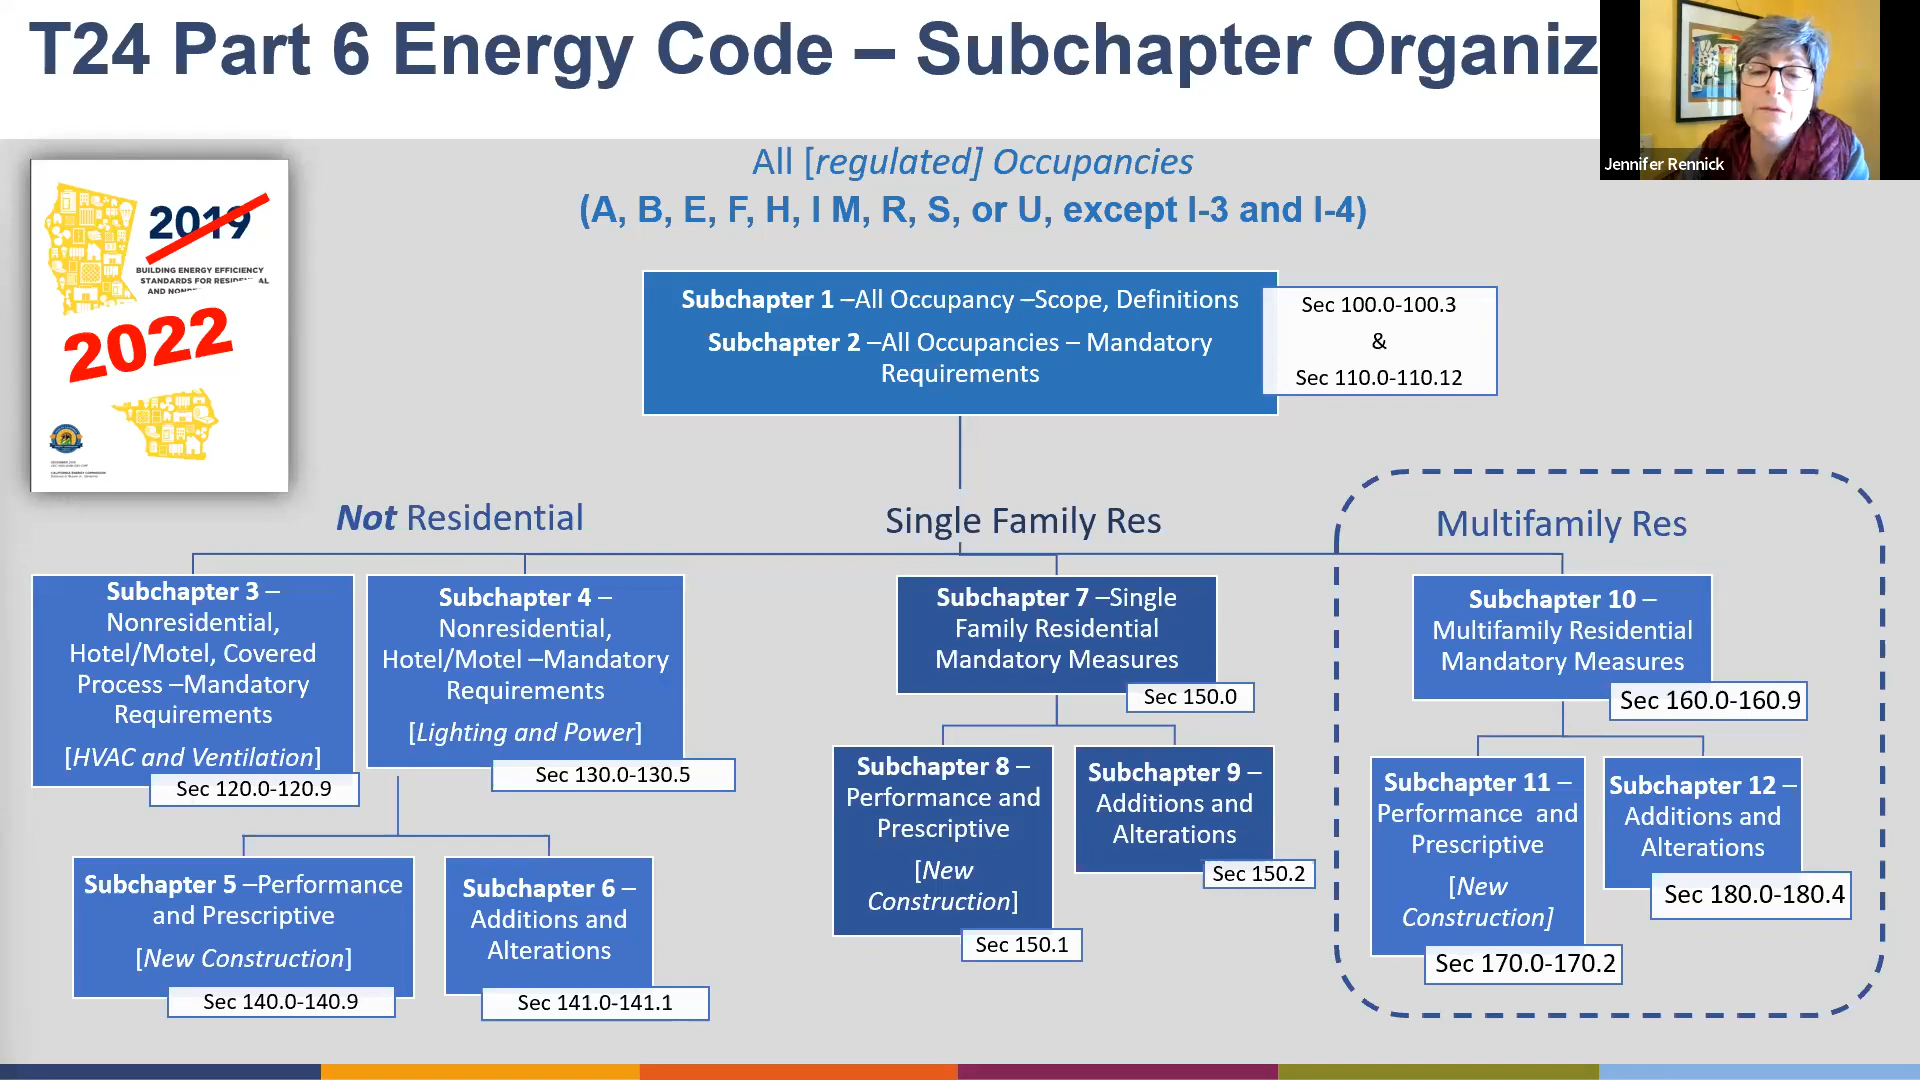 T24 Part 6 Energy Code – Subchapter Organiz
Jennifer Rennick
All [regulated] Occupancies
(A, B, E, F, H, I M, R, S, or U, except I-3 and I-4)
2019
BUILDING ENERGY EFFICIENCY
STANDARDS FOR RESIDENTIAL
AND
2022
Subchapter 1 –All Occupancy –Scope, Definitions
Subchapter 2 –All Occupancies – Mandatory
Requirements
Sec 100.0-100.3
&
Sec 110.0-110.12
Not Residential
Single Family Res
Multifamily Res
Subchapter 3 –
Nonresidential,
Hotel/Motel, Covered
Process –Mandatory
Requirements
[HVAC and Ventilation]
Sec 120.0-120.9
Subchapter 4 –
Nonresidential,
Hotel/Motel –Mandatory
Requirements
[Lighting and Power]
Sec 130.0-130.5
Subchapter 5 –Performance
and Prescriptive
[New Construction]
Sec 140.0-140.9
Subchapter 6 –
Additions and
Alterations
Sec 141.0-141.1
Subchapter 7 –Single
Family Residential
Mandatory Measures
Sec 150.0
Subchapter 8 –
Performance and
Prescriptive
[New
Construction]
Sec 150.1
Subchapter 9 –
Additions and
Alterations
Sec 150.2
Subchapter 10 –
Multifamily Residential
Mandatory Measures
Sec 160.0-160.9
Subchapter 11 –
Performance and
Prescriptive
[New
Construction]
Sec 170.0-170.2
Subchapter 12 –
Additions and
Alterations
Sec 180.0-180.4